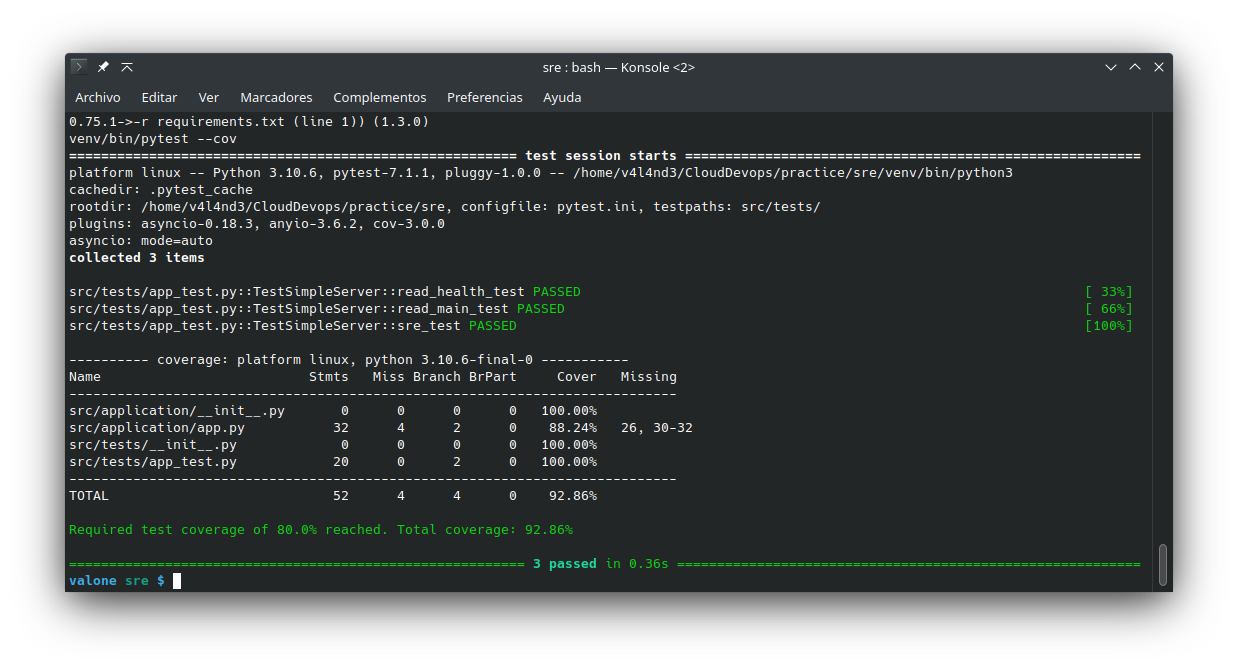 sre : bash — Konsole <2>
Archivo Editar Ver Marcadores Complementos Preferencias Ayuda
0.75.1->-r requirements.txt (line 1)) (1.3.0)
venv/bin/pytest --cov
======================================================== test session starts =========================================================
platform linux -- Python 3.10.6, pytest-7.1.1, pluggy-1.0.0 -- /home/v4l4nd3/CloudDevops/practice/sre/venv/bin/python3
cachedir: .pytest_cache
rootdir: /home/v4l4nd3/CloudDevops/practice/sre, configfile: pytest.ini, testpaths: src/tests/
plugins: asyncio-0.18.3, anyio-3.6.2, cov-3.0.0
asyncio: mode=auto
collected 3 items
src/tests/app_test.py::TestSimpleServer::read_health_test PASSED [ 33%]
src/tests/app_test.py::TestSimpleServer::read_main_test PASSED [ 66%]
src/tests/app_test.py::TestSimpleServer::sre_test PASSED [100%]
---------- coverage: platform linux, python 3.10.6-final-0 -----------
Name                              Stmts   Miss Branch BrPart     Cover   Missing
----------------------------------------------------------------------------
src/application/__init__.py       0      0      0      0   100.00%
src/application/app.py           32      4      2      0    88.24%   26, 30-32
src/tests/__init__.py             0      0      0      0   100.00%
src/tests/app_test.py            20      0      2      0   100.00%
----------------------------------------------------------------------------
TOTAL                            52      4      4      0    92.86%
Required test coverage of 80.0% reached. Total coverage: 92.86%
========================================================= 3 passed in 0.36s ==========================================================
valone sre $